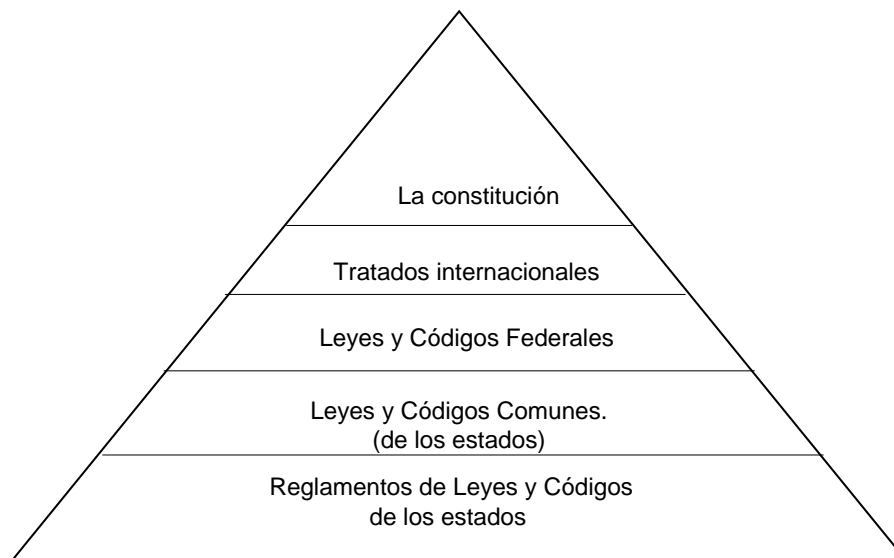 La constitución
Tratados internacionales
Leyes y Códigos Federales
Leyes y Códigos Comunes.
(de los estados)
Reglamentos de Leyes y Códigos
de los estados